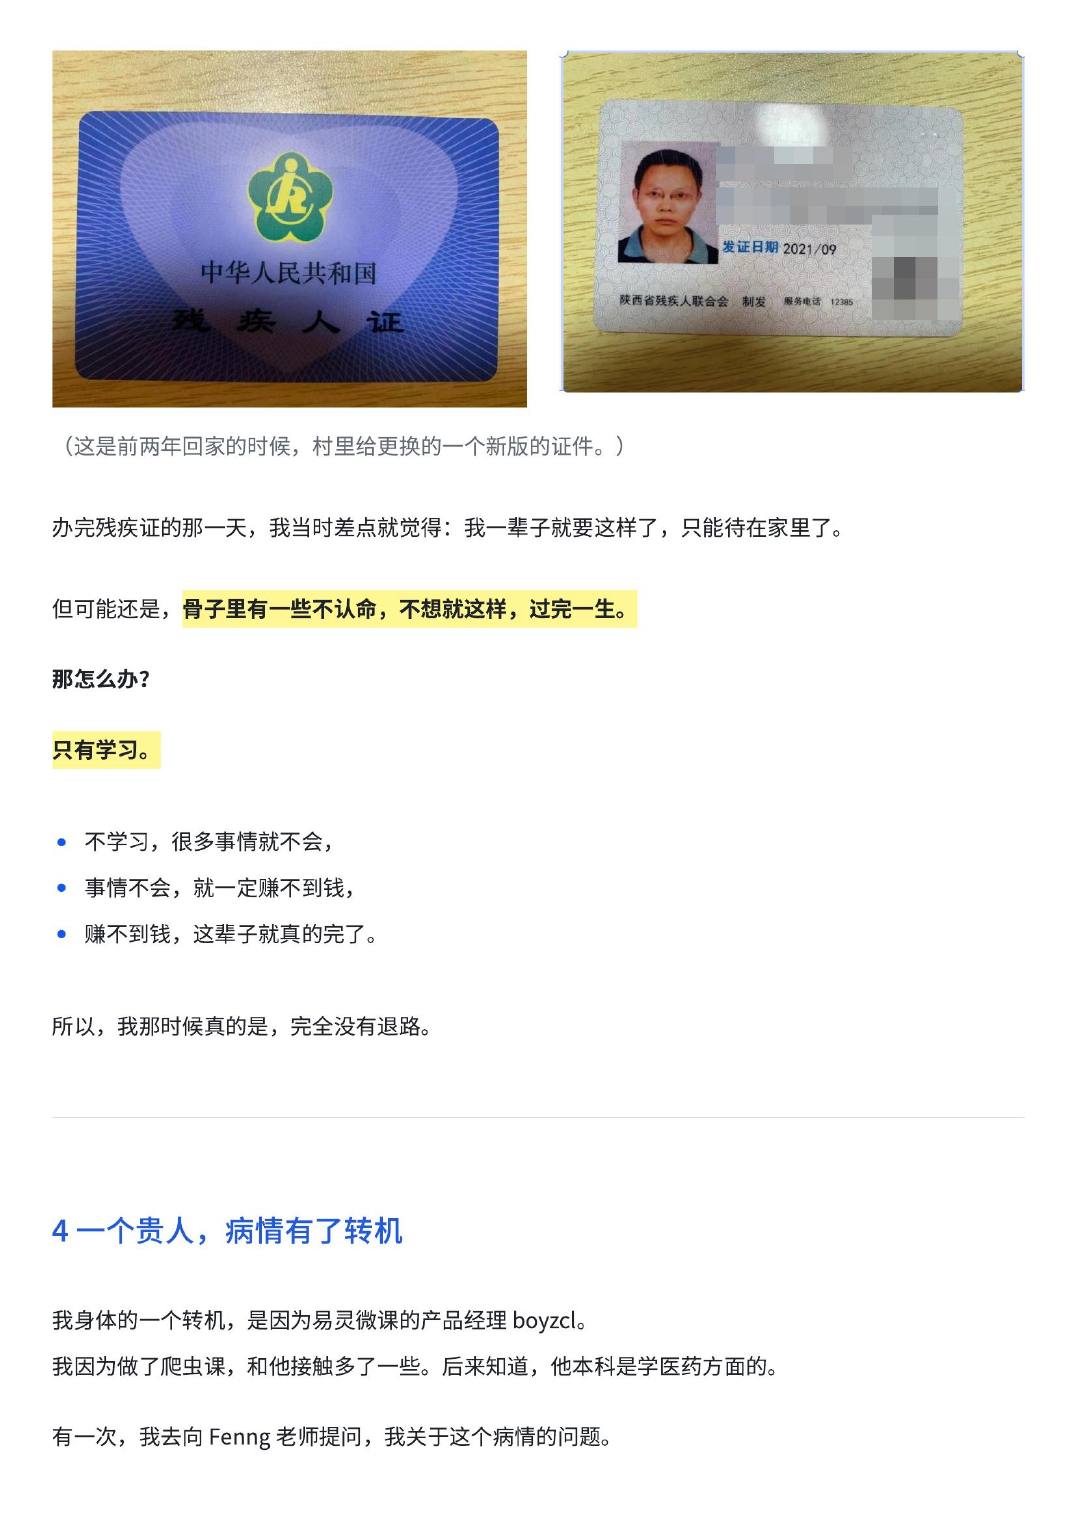 中华人民共和国
残疾人证
发证日期 2021/09
陕西省残疾人联合会 制发 服务电话 12385
（这是前两年回家的时候，村里给更换的一个新版的证件。）
办完残疾证的那一天，我当时差点就觉得：我一辈子就要这样了，只能待在家里了。
但可能还是，骨子里有一些不认命，不想就这样，过完一生。
那怎么办？
只有学习。
不学习，很多事情就不会，
事情不会，就一定赚不到钱，
赚不到钱，这辈子就真的完了。
所以，我那时候真的是，完全没有退路。
4 一个贵人，病情有了转机
我身体的一个转机，是因为易灵微课的产品经理 boyzcl。
我因为做了爬虫课，和他接触多了一些。后来知道，他本科是学医药方面的。
有一次，我去向 Fenng 老师提问，我关于这个病情的问题。